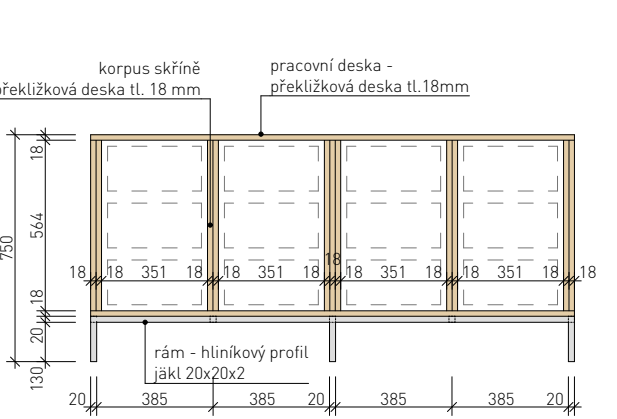 korpus skříně
překližková deska tl. 18 mm
pracovní deska -
překližková deska tl.18mm
18
564
750
18
20
130
18
18 351 18 18 351 18 18 351 18 18 351 18 18
rám - hliníkový profil
jäkl 20x20x2
20 385 385 20 385 385 20